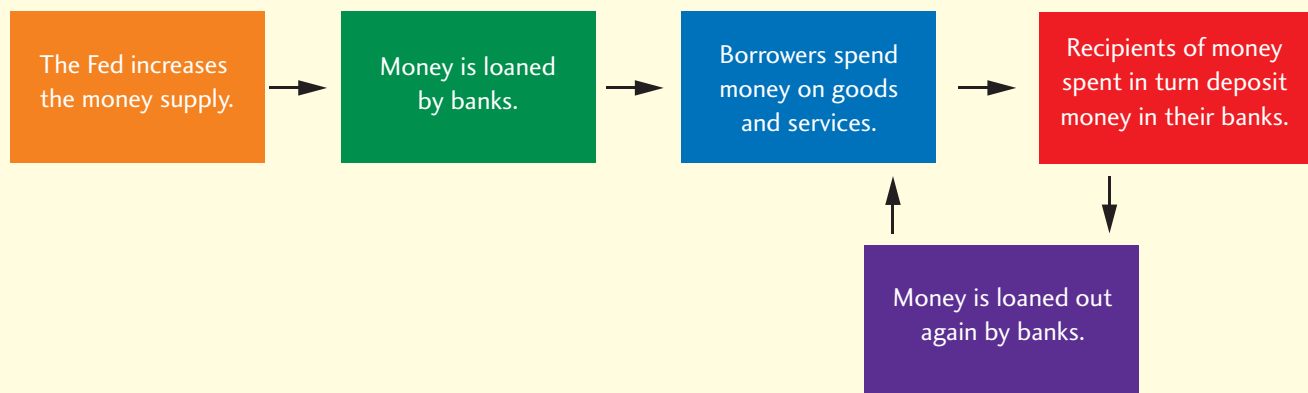 The Fed increases
the money supply.
Money is loaned
by banks.
Borrowers spend
money on goods
and services.
Recipients of money
spent in turn deposit
money in their banks.
Money is loaned out
again by banks.